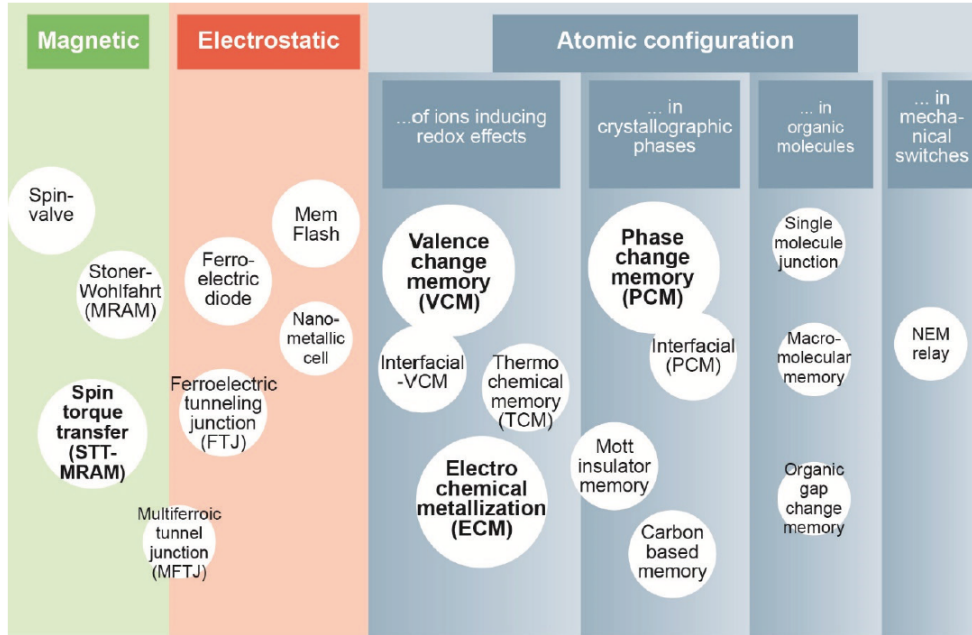 Magnetic
Electrostatic
Atomic configuration
...of ions inducing
redox effects
... in
crystallographic
phases
... in
organic
molecules
... in
mecha-
nical
switches
Spin-
valve
Stoner-
Wohlfahrt
(MRAM)
Spin
torque
transfer
(STT-
MRAM)
Multiferroic
tunnel
junction
(MFTJ)
Mem
Flash
Ferro-
electric
diode
Nano-
metallic
cell
Ferroelectric
tunneling
junction
(FTJ)
Valence
change
memory
(VCM)
Interfacial
-VCM
Thermo
chemical
memory
(TCM)
Electro
chemical
metallization
(ECM)
Phase
change
memory
(PCM)
Interfacial
(PCM)
Mott
insulator
memory
Carbon
based
memory
Single
molecule
junction
Macro-
molecular
memory
Organic
gap
change
memory
NEM
relay